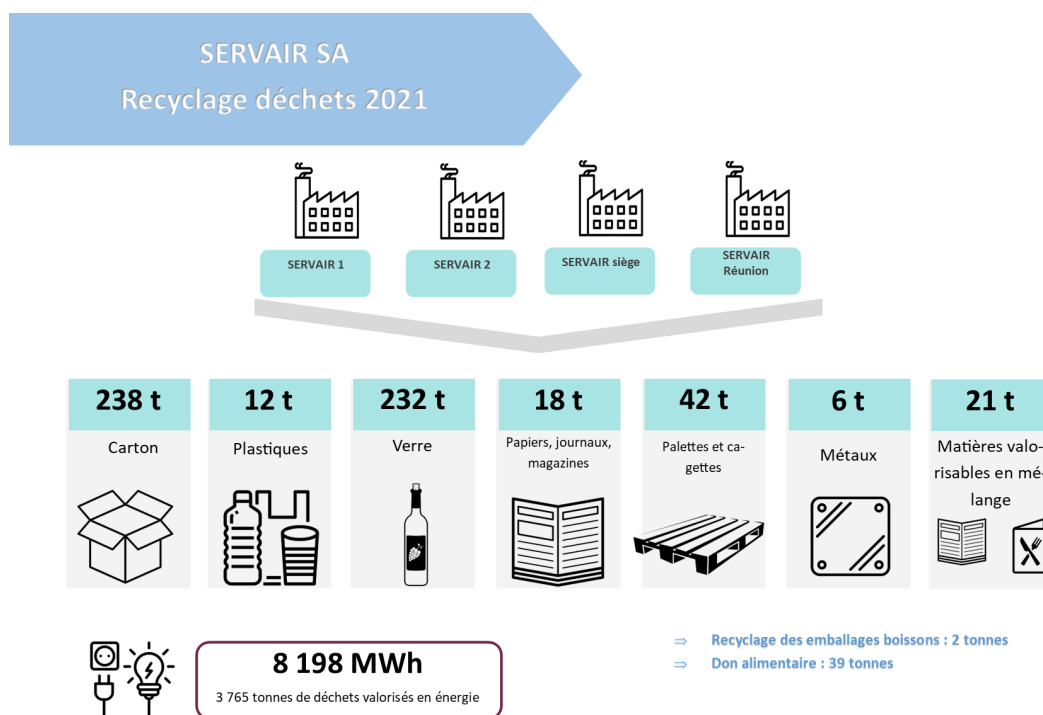 SERVAIR SA
Recyclage déchets 2021
SERVAIR 1
SERVAIR 2
SERVAIR siège
SERVAIR
Réunion
238 t
Carton
12 t
Plastiques
232 t
Verre
18 t
Papiers, journaux,
magazines
42 t
Palettes et ca-
gettes
6 t
Métaux
21 t
Matières valo-
risables en mé-
lange
8 198 MWh
3 765 tonnes de déchets valorisés en énergie
⇒ Recyclage des emballages boissons : 2 tonnes
⇒ Don alimentaire : 39 tonnes